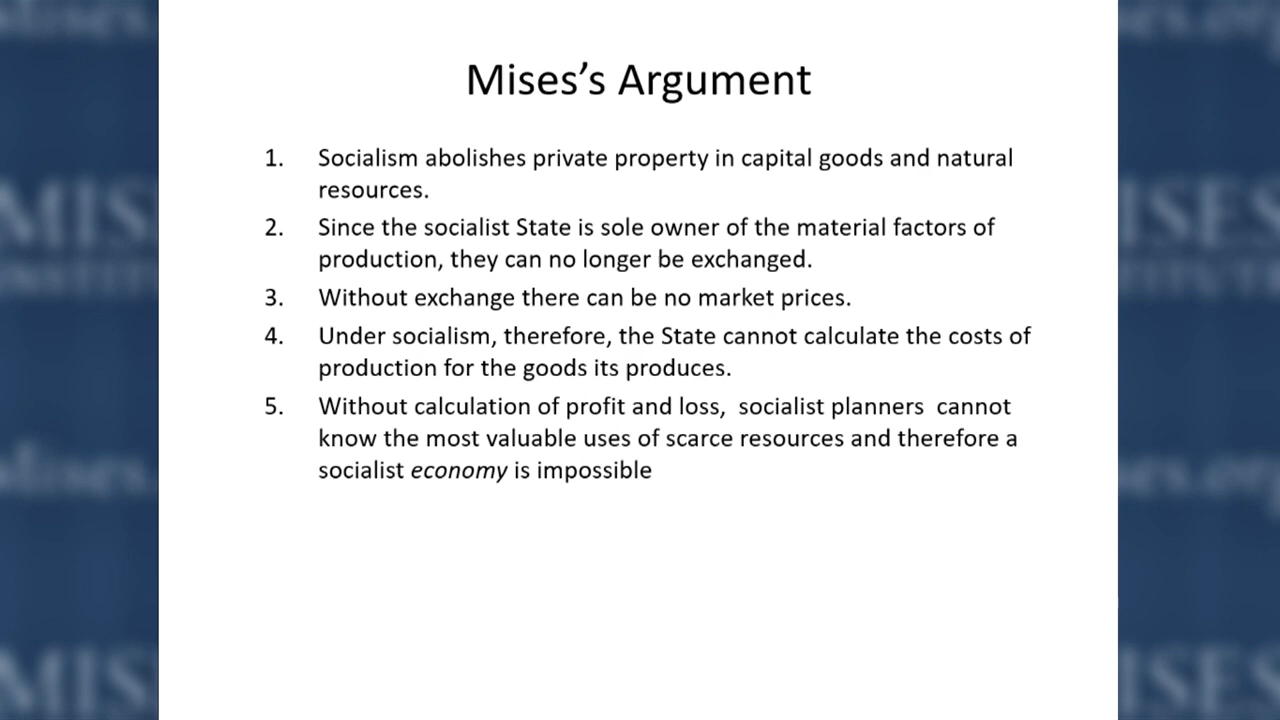 Mises’s Argument
1. Socialism abolishes private property in capital goods and natural
resources.
2. Since the socialist State is sole owner of the material factors of
production, they can no longer be exchanged.
3. Without exchange there can be no market prices.
4. Under socialism, therefore, the State cannot calculate the costs of
production for the goods its produces.
5. Without calculation of profit and loss,  socialist planners  cannot
know the most valuable uses of scarce resources and therefore a
socialist economy is impossible